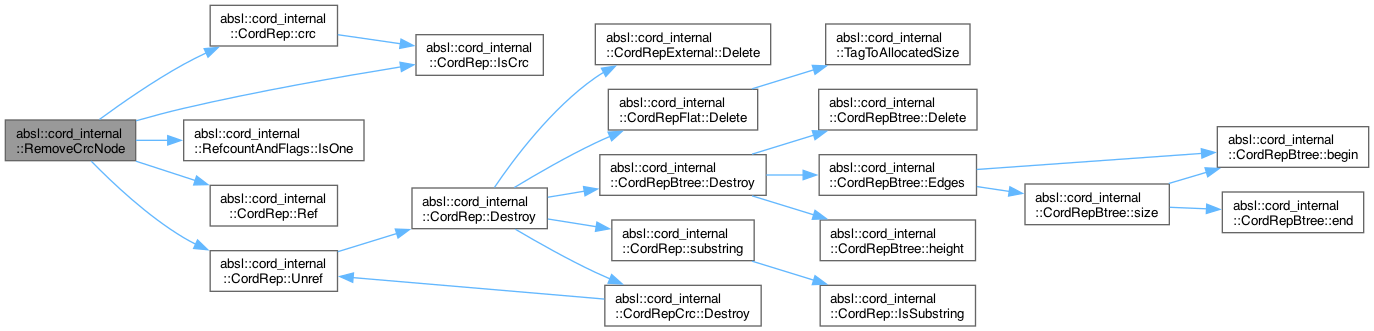 absl::cord_internal
::RemoveCrcNode
absl::cord_internal
::CordRep::crc
absl::cord_internal
::CordRep::IsCrc
absl::cord_internal
::RefcountAndFlags::IsOne
absl::cord_internal
::CordRep::Ref
absl::cord_internal
::CordRep::Unref
absl::cord_internal
::CordRep::Destroy
absl::cord_internal
::CordRepExternal::Delete
absl::cord_internal
::CordRepFlat::Delete
absl::cord_internal
::TagToAllocatedSize
absl::cord_internal
::CordRepBtree::Destroy
absl::cord_internal
::CordRepBtree::Delete
absl::cord_internal
::CordRepBtree::Edges
absl::cord_internal
::CordRepBtree::height
absl::cord_internal
::CordRepBtree::begin
absl::cord_internal
::CordRepBtree::size
absl::cord_internal
::CordRepBtree::end
absl::cord_internal
::CordRep::substring
absl::cord_internal
::CordRep::IsSubstring
absl::cord_internal
::CordRepCrc::Destroy